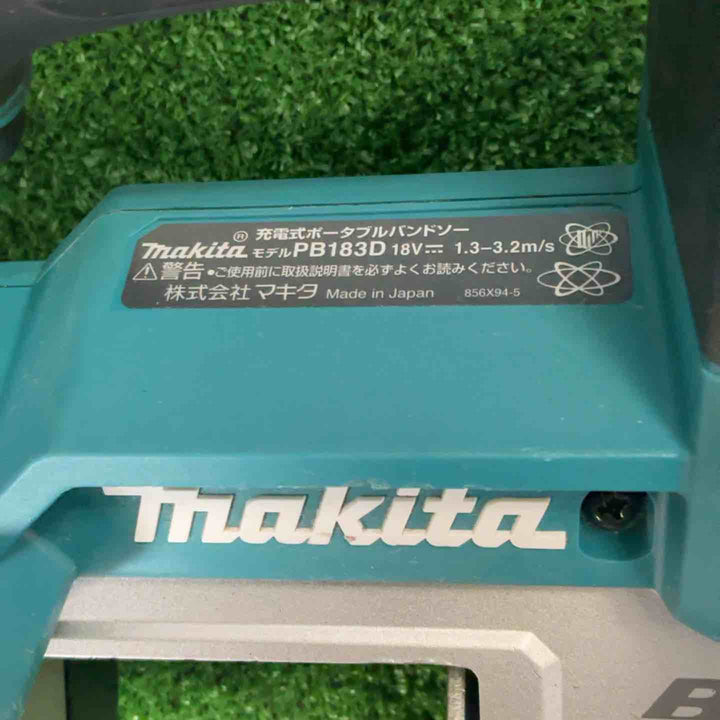 ® 充電式ポータブルバンドソー
makita モデル PB183D 18V⎓ 1.3-3.2m/s
⚠警告 •ご使用前に取扱説明書を必ずよくお読みください。
株式会社 マキタ Made in Japan 856X94-5
makita